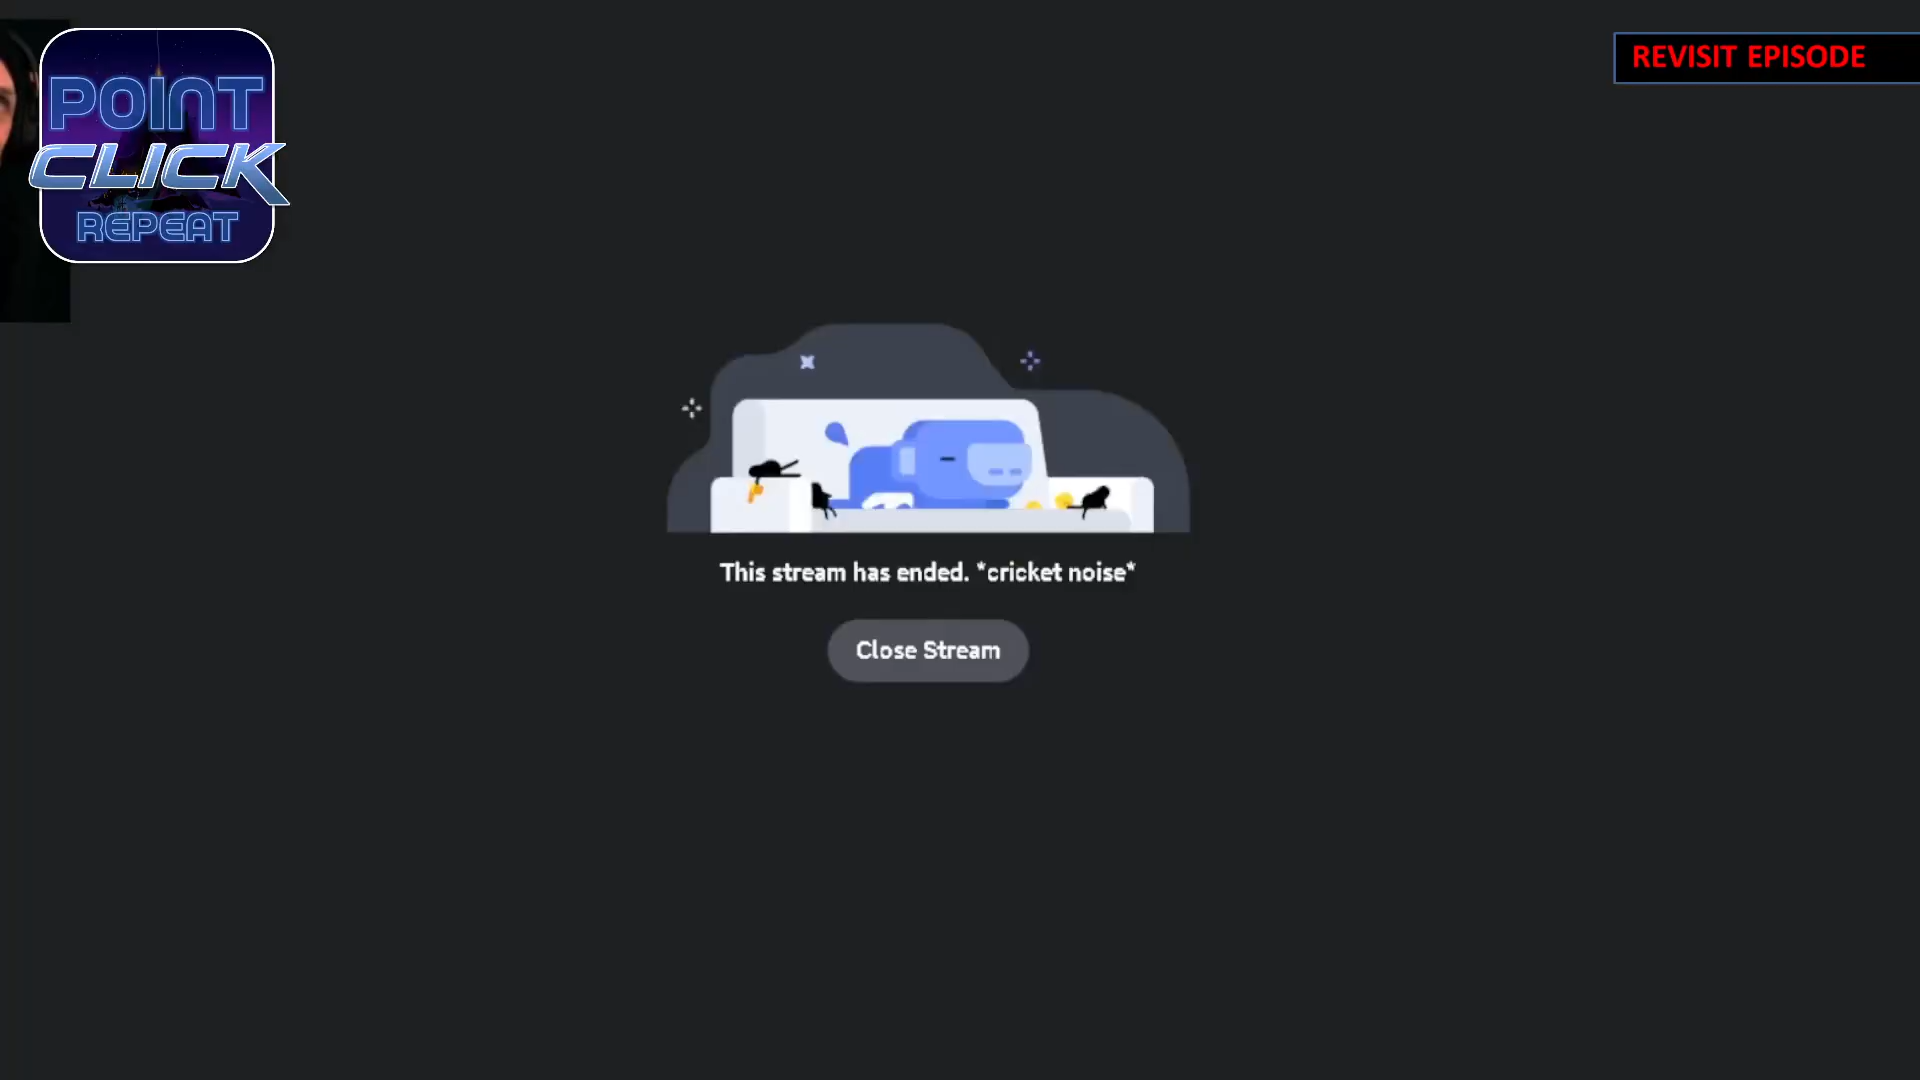 POINT
CLICK
REPEAT
REVISIT EPISODE
This stream has ended. *cricket noise*
Close Stream